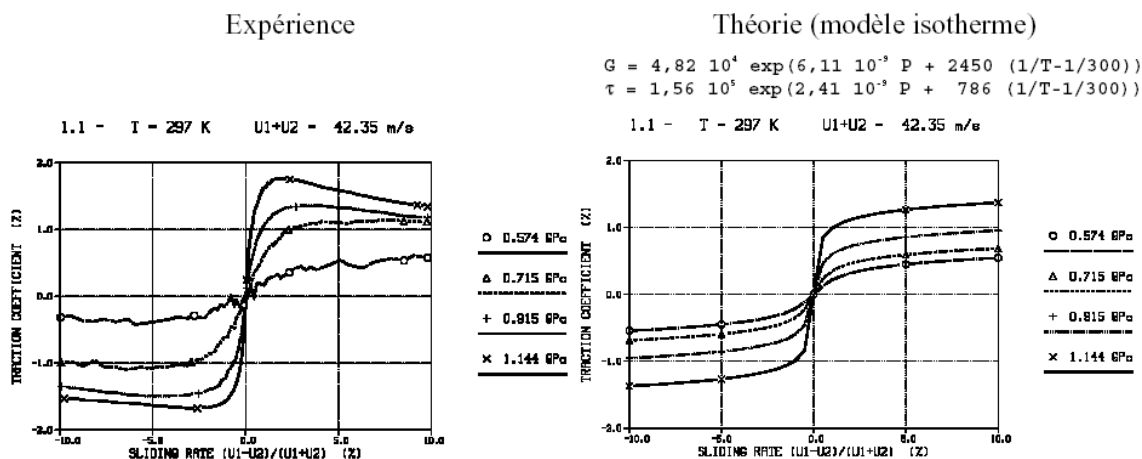 Expérience
Théorie (modèle isotherme)
G = 4,82 10⁴ exp(6,11 10⁻⁹ P + 2450 (1/T-1/300))
τ = 1,56 10⁵ exp(2,41 10⁻⁹ P + 786 (1/T-1/300))
1.1 - T - 297 K U1+U2 - 42.35 m/s
TRACTION COEFFICIENT (%)
2.0
1.0
0.0
-1.0
-2.0
-10.0
-5.0
0.0
5.0
10.0
SLIDING RATE (U1-U2)/(U1+U2) (%)
0.574 GPa
0.715 GPa
0.915 GPa
1.144 GPa
1.1 - T - 297 K U1+U2 - 42.35 m/s
TRACTION COEFFICIENT (%)
2.0
1.0
0.0
-1.0
-2.0
-10.0
-5.0
0.0
5.0
10.0
SLIDING RATE (U1-U2)/(U1+U2) (%)
0.574 GPa
0.715 GPa
0.915 GPa
1.144 GPa